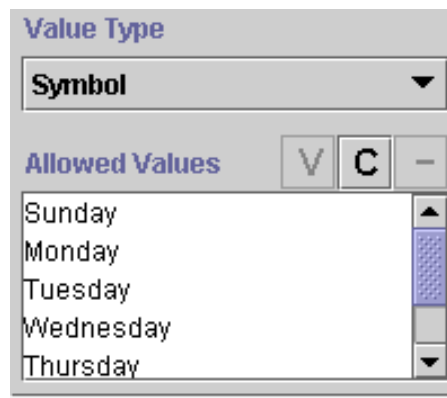 Value Type
Symbol
Allowed Values V C −
Sunday
Monday
Tuesday
Wednesday
Thursday